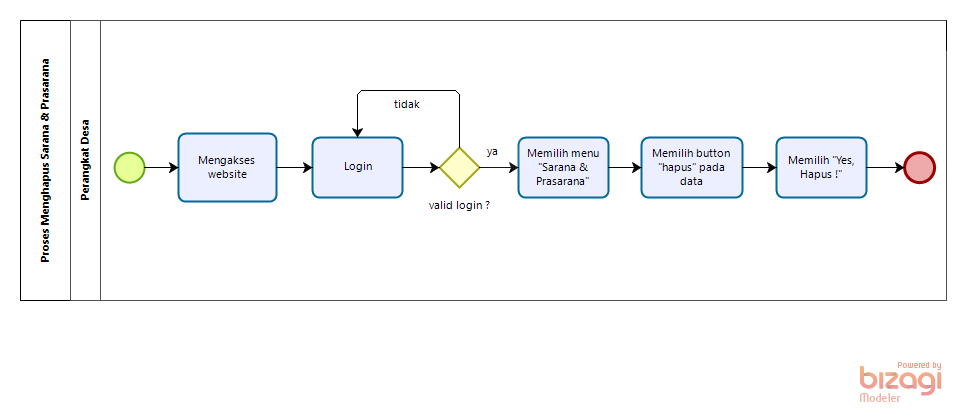 Proses Menghapus Sarana & Prasarana
Perangkat Desa
Mengakses
website
Login
tidak
valid login ?
ya
Memilih menu
"Sarana &
Prasarana"
Memilih button
"hapus" pada
data
Memilih "Yes,
Hapus !"
Powered by
bizagi
Modeler